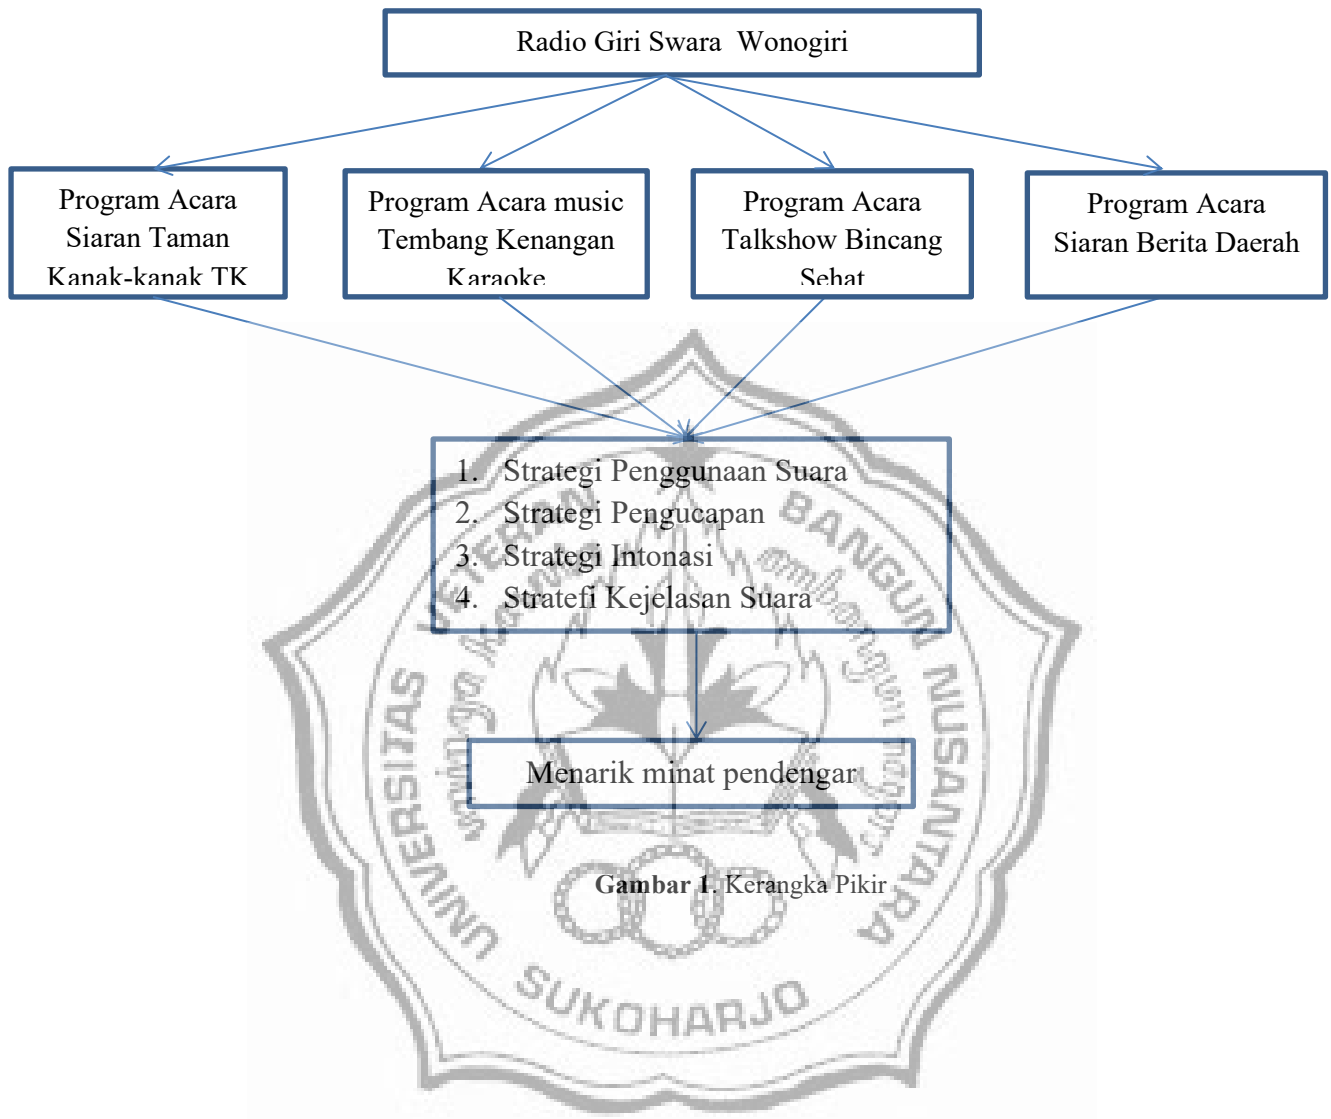 Radio Giri Swara  Wonogiri
Program Acara
Siaran Taman
Kanak-kanak TK
Program Acara music
Tembang Kenangan
Karaoke
Program Acara
Talkshow Bincang
Sehat
Program Acara
Siaran Berita Daerah
1. Strategi Penggunaan Suara
2. Strategi Pengucapan
3. Strategi Intonasi
4. Stratefi Kejelasan Suara
Menarik minat pendengar
Gambar 1. Kerangka Pikir
UNIVERSITAS VETERAN BANGUN NUSANTARA
SUKOHARJO